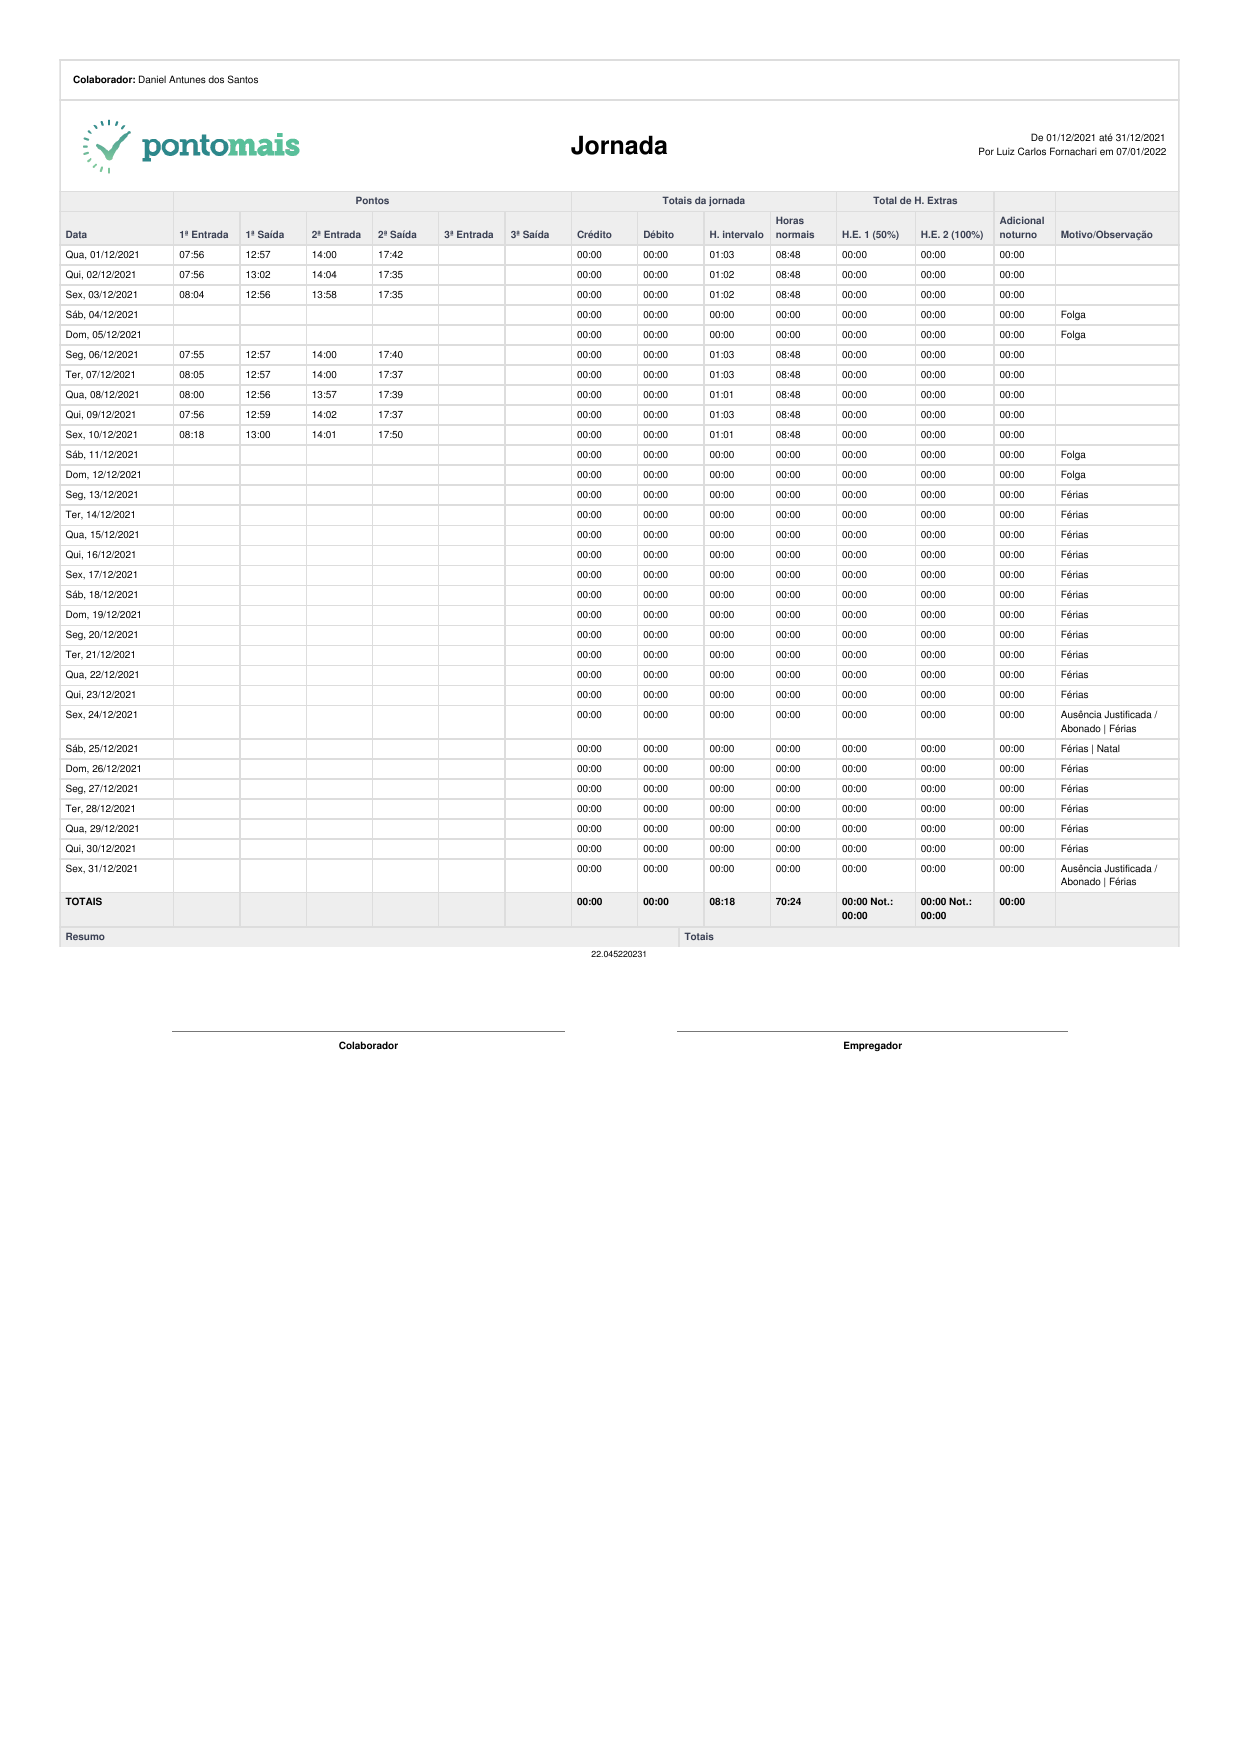 Colaborador: Daniel Antunes dos Santos
pontomais
Jornada
De 01/12/2021 até 31/12/2021
Por Luiz Carlos Fornachari em 07/01/2022
Pontos Totais da jornada Total de H. Extras
Data 1ª Entrada 1ª Saída 2ª Entrada 2ª Saída 3ª Entrada 3ª Saída Crédito Débito H. intervalo Horas normais H.E. 1 (50%) H.E. 2 (100%) Adicional noturno Motivo/Observação
Qua, 01/12/2021 07:56 12:57 14:00 17:42 00:00 00:00 01:03 08:48 00:00 00:00 00:00
Qui, 02/12/2021 07:56 13:02 14:04 17:35 00:00 00:00 01:02 08:48 00:00 00:00 00:00
Sex, 03/12/2021 08:04 12:56 13:58 17:35 00:00 00:00 01:02 08:48 00:00 00:00 00:00
Sáb, 04/12/2021 00:00 00:00 00:00 00:00 00:00 00:00 00:00 Folga
Dom, 05/12/2021 00:00 00:00 00:00 00:00 00:00 00:00 00:00 Folga
Seg, 06/12/2021 07:55 12:57 14:00 17:40 00:00 00:00 01:03 08:48 00:00 00:00 00:00
Ter, 07/12/2021 08:05 12:57 14:00 17:37 00:00 00:00 01:03 08:48 00:00 00:00 00:00
Qua, 08/12/2021 08:00 12:56 13:57 17:39 00:00 00:00 01:01 08:48 00:00 00:00 00:00
Qui, 09/12/2021 07:56 12:59 14:02 17:37 00:00 00:00 01:03 08:48 00:00 00:00 00:00
Sex, 10/12/2021 08:18 13:00 14:01 17:50 00:00 00:00 01:01 08:48 00:00 00:00 00:00
Sáb, 11/12/2021 00:00 00:00 00:00 00:00 00:00 00:00 00:00 Folga
Dom, 12/12/2021 00:00 00:00 00:00 00:00 00:00 00:00 00:00 Folga
Seg, 13/12/2021 00:00 00:00 00:00 00:00 00:00 00:00 00:00 Férias
Ter, 14/12/2021 00:00 00:00 00:00 00:00 00:00 00:00 00:00 Férias
Qua, 15/12/2021 00:00 00:00 00:00 00:00 00:00 00:00 00:00 Férias
Qui, 16/12/2021 00:00 00:00 00:00 00:00 00:00 00:00 00:00 Férias
Sex, 17/12/2021 00:00 00:00 00:00 00:00 00:00 00:00 00:00 Férias
Sáb, 18/12/2021 00:00 00:00 00:00 00:00 00:00 00:00 00:00 Férias
Dom, 19/12/2021 00:00 00:00 00:00 00:00 00:00 00:00 00:00 Férias
Seg, 20/12/2021 00:00 00:00 00:00 00:00 00:00 00:00 00:00 Férias
Ter, 21/12/2021 00:00 00:00 00:00 00:00 00:00 00:00 00:00 Férias
Qua, 22/12/2021 00:00 00:00 00:00 00:00 00:00 00:00 00:00 Férias
Qui, 23/12/2021 00:00 00:00 00:00 00:00 00:00 00:00 00:00 Férias
Sex, 24/12/2021 00:00 00:00 00:00 00:00 00:00 00:00 00:00 Ausência Justificada /
Abonado | Férias
Sáb, 25/12/2021 00:00 00:00 00:00 00:00 00:00 00:00 00:00 Férias | Natal
Dom, 26/12/2021 00:00 00:00 00:00 00:00 00:00 00:00 00:00 Férias
Seg, 27/12/2021 00:00 00:00 00:00 00:00 00:00 00:00 00:00 Férias
Ter, 28/12/2021 00:00 00:00 00:00 00:00 00:00 00:00 00:00 Férias
Qua, 29/12/2021 00:00 00:00 00:00 00:00 00:00 00:00 00:00 Férias
Qui, 30/12/2021 00:00 00:00 00:00 00:00 00:00 00:00 00:00 Férias
Sex, 31/12/2021 00:00 00:00 00:00 00:00 00:00 00:00 00:00 Ausência Justificada /
Abonado | Férias
TOTAIS 00:00 00:00 08:18 70:24 00:00 Not.: 00:00 Not.: 00:00
00:00 00:00
Resumo Totais
22.045220231
Colaborador Empregador